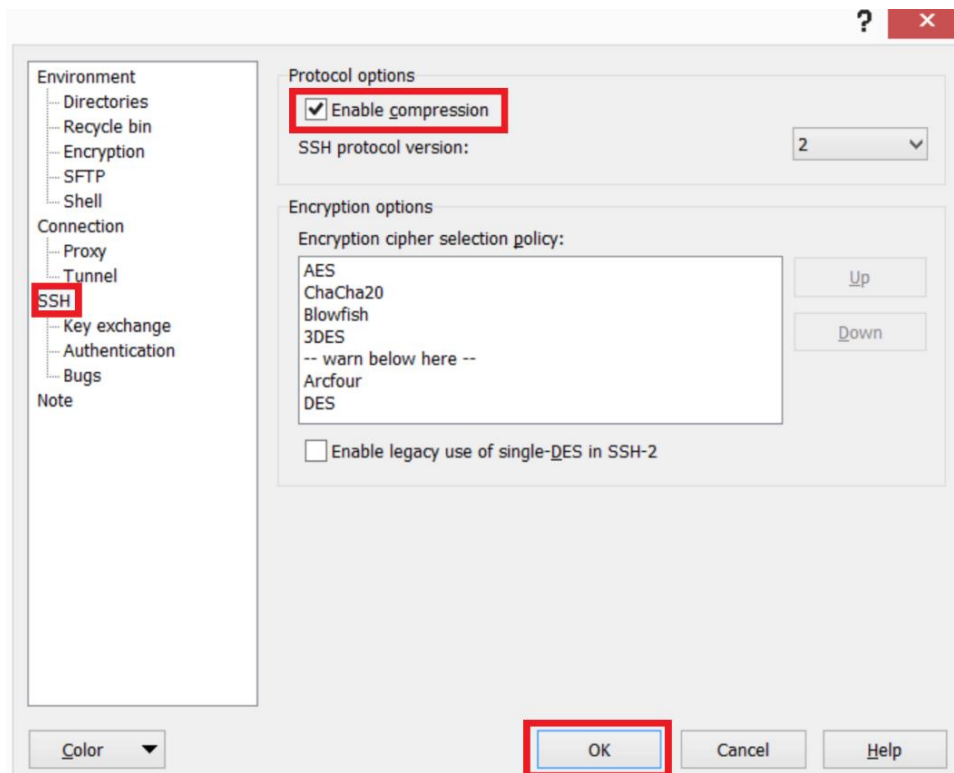 ?
Environment
Directories
Recycle bin
Encryption
SFTP
Shell
Connection
Proxy
Tunnel
SSH
Key exchange
Authentication
Bugs
Note
Protocol options
Enable compression
SSH protocol version:
2
Encryption options
Encryption cipher selection policy:
AES
ChaCha20
Blowfish
3DES
-- warn below here --
Arcfour
DES
Up
Down
Enable legacy use of single-DES in SSH-2
Color
OK
Cancel
Help